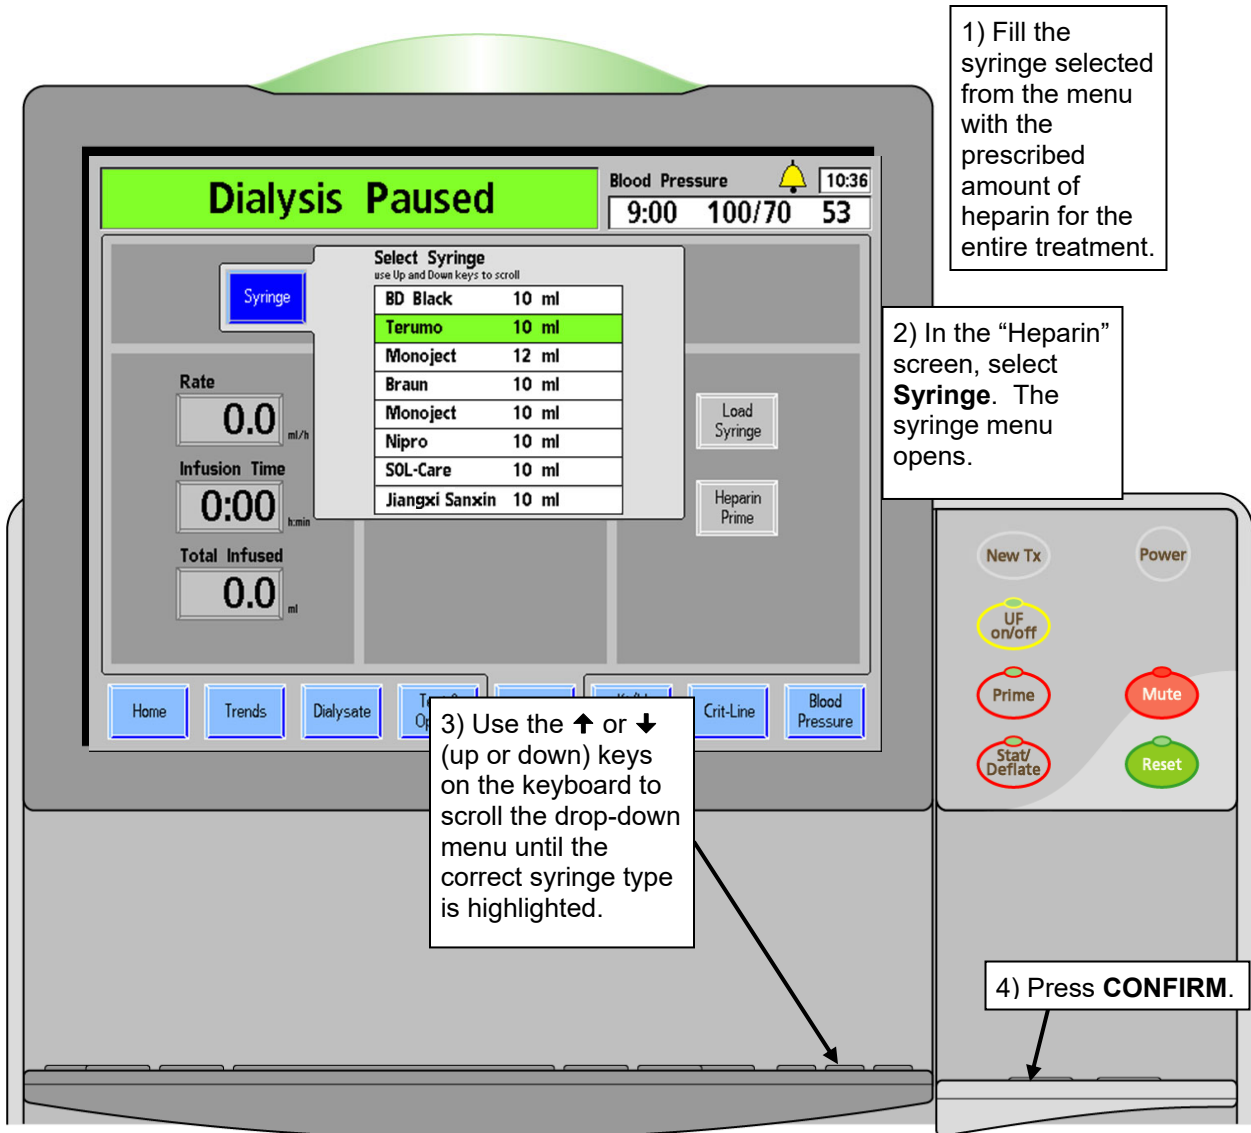 1) Fill the
syringe selected
from the menu
with the
prescribed
amount of
heparin for the
entire treatment.
Dialysis Paused
Blood Pressure
10:36
9:00 100/70 53
Select Syringe
use Up and Down keys to scroll
Syringe
BD Black 10 ml
Terumo 10 ml
Monoject 12 ml
Braun 10 ml
Monoject 10 ml
Nipro 10 ml
SOL-Care 10 ml
Jiangxi Sanxin 10 ml
2) In the “Heparin”
screen, select
Syringe. The
syringe menu
opens.
Rate
0.0 ml/h
Infusion Time
0:00 h:min
Total Infused
0.0 ml
Load
Syringe
Heparin
Prime
New Tx
Power
UF
on/off
Prime
Mute
Stat/
Deflate
Reset
Home
Trends
Dialysate
Crit-Line
Blood
Pressure
3) Use the ↑ or ↓
(up or down) keys
on the keyboard to
scroll the drop-down
menu until the
correct syringe type
is highlighted.
4) Press CONFIRM.